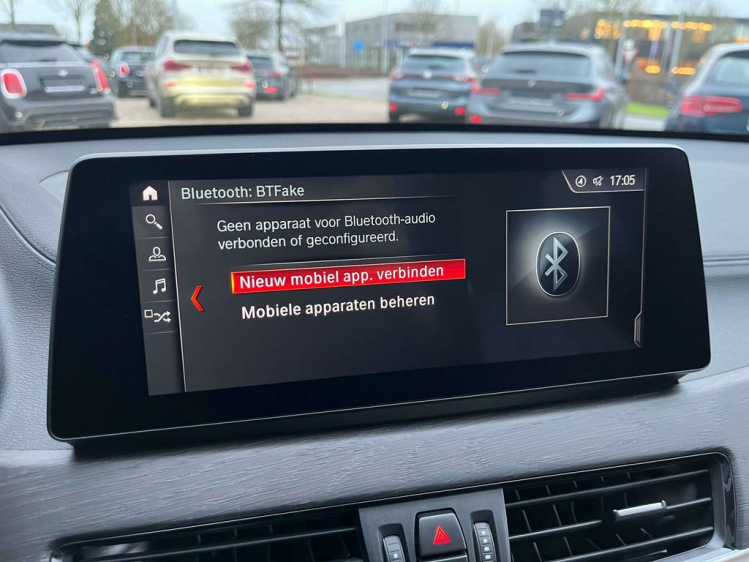 Bluetooth: BTFake
17:05
Geen apparaat voor Bluetooth-audio
verbonden of geconfigureerd.
Nieuw mobiel app. verbinden
Mobiele apparaten beheren